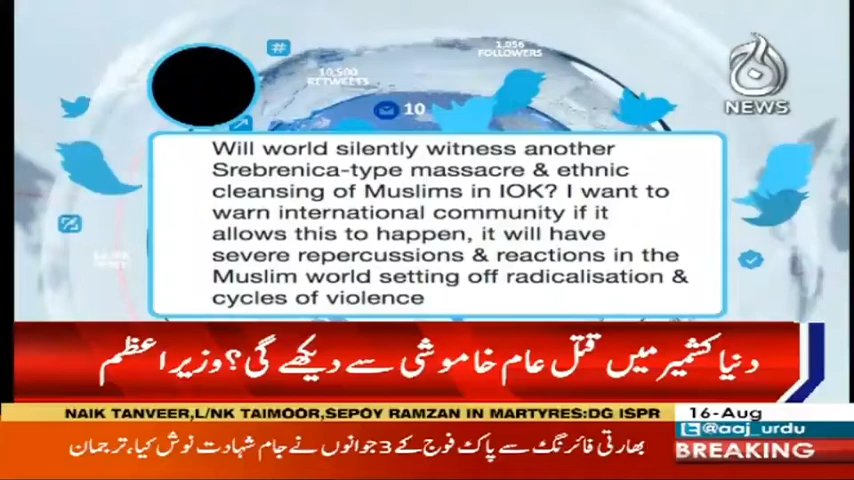 #
1,056
FOLLOWERS
10,500
RETWEETS
10
آج
NEWS
Will world silently witness another
Srebrenica-type massacre & ethnic
cleansing of Muslims in IOK? I want to
warn international community if it
allows this to happen, it will have
severe repercussions & reactions in the
Muslim world setting off radicalisation &
cycles of violence
دنیا کشمیر میں قتل عام خاموشی سے دیکھے گی؟ وزیراعظم
NAIK TANVEER,L/NK TAIMOOR,SEPOY RAMZAN IN MARTYRES:DG ISPR
16-Aug
@aaj_urdu
بھارتی فائرنگ سے پاک فوج کے 3 جوانوں نے جام شہادت نوش کیا، ترجمان
BREAKING